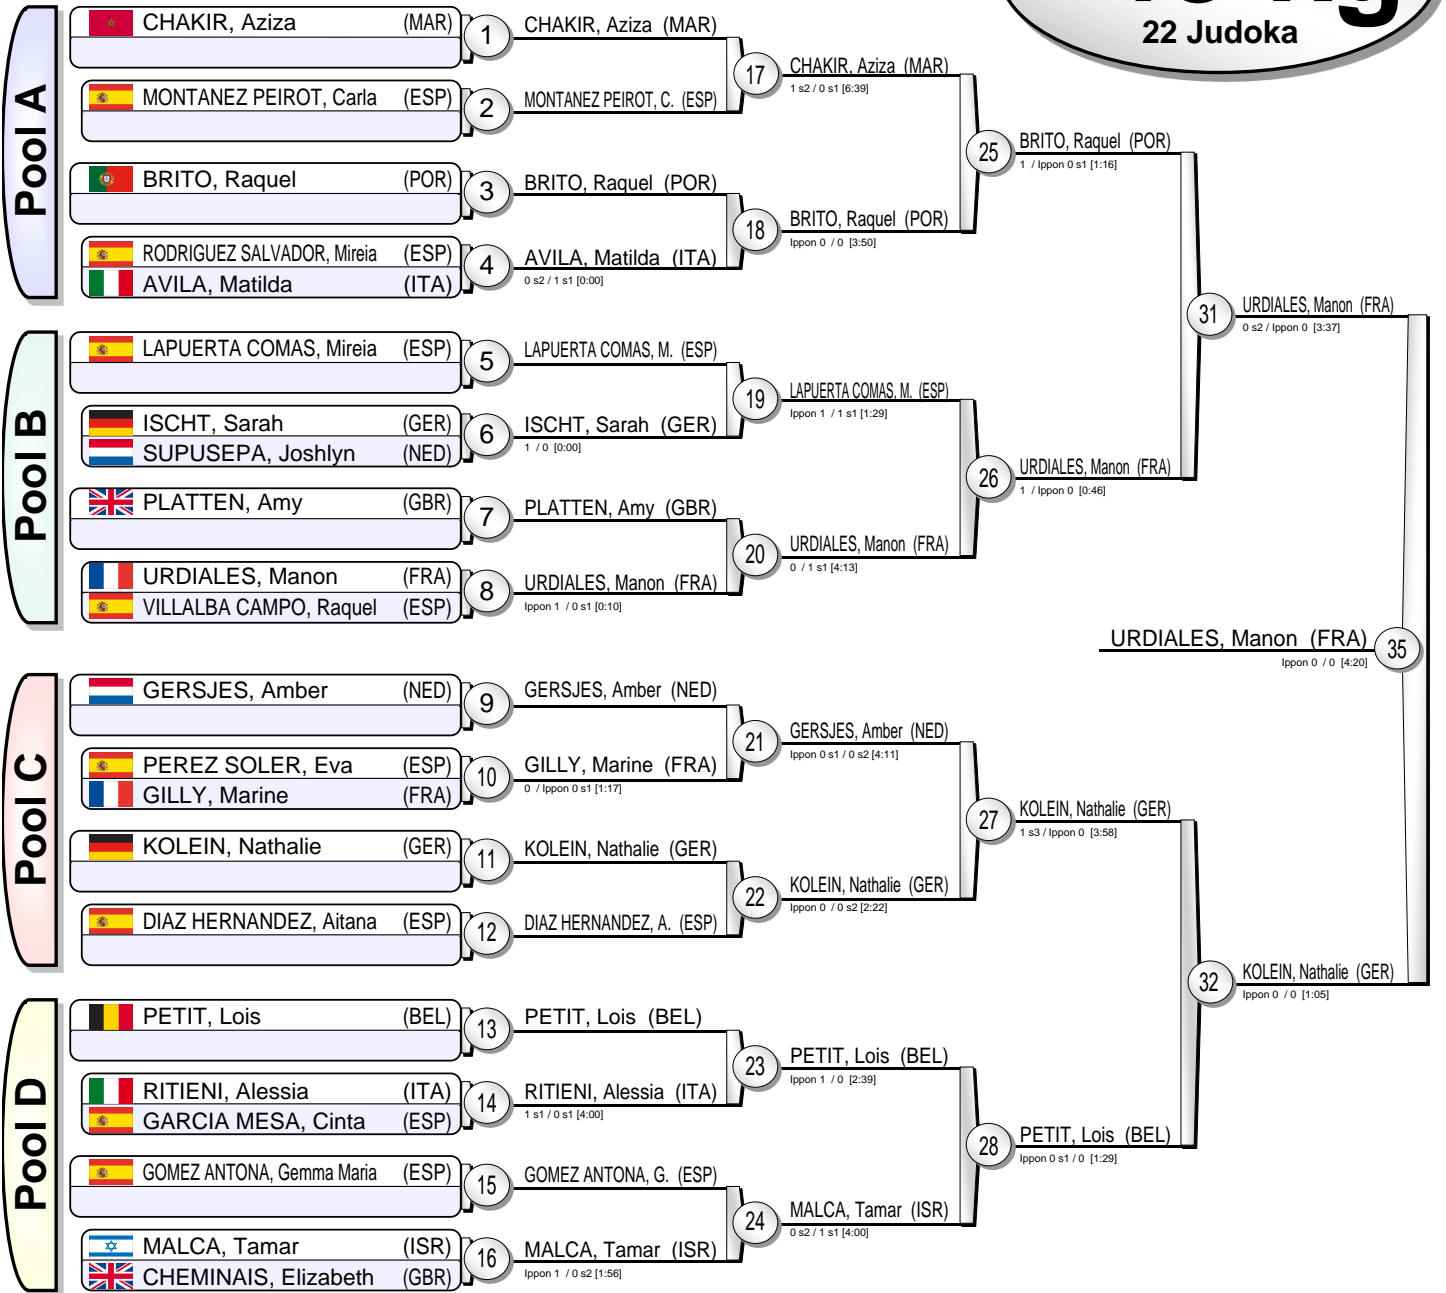 22 Judoka
Pool A
CHAKIR, Aziza (MAR)
MONTANEZ PEIROT, Carla (ESP)
BRITO, Raquel (POR)
RODRIGUEZ SALVADOR, Mireia (ESP)
AVILA, Matilda (ITA)
Pool B
LAPUERTA COMAS, Mireia (ESP)
ISCHT, Sarah (GER)
SUPUSEPA, Joshlyn (NED)
PLATTEN, Amy (GBR)
URDIALES, Manon (FRA)
VILLALBA CAMPO, Raquel (ESP)
Pool C
GERSJES, Amber (NED)
PEREZ SOLER, Eva (ESP)
GILLY, Marine (FRA)
KOLEIN, Nathalie (GER)
DIAZ HERNANDEZ, Aitana (ESP)
Pool D
PETIT, Lois (BEL)
RITIENI, Alessia (ITA)
GARCIA MESA, Cinta (ESP)
GOMEZ ANTONA, Gemma Maria (ESP)
MALCA, Tamar (ISR)
CHEMINAIS, Elizabeth (GBR)
1 CHAKIR, Aziza (MAR)
2 MONTANEZ PEIROT, C. (ESP)
3 BRITO, Raquel (POR)
4 AVILA, Matilda (ITA)
0 s2 / 1 s1 [0:00]
5 LAPUERTA COMAS, M. (ESP)
6 ISCHT, Sarah (GER)
1 / 0 [0:00]
7 PLATTEN, Amy (GBR)
8 URDIALES, Manon (FRA)
Ippon 1 / 0 s1 [0:10]
9 GERSJES, Amber (NED)
10 GILLY, Marine (FRA)
0 / Ippon 0 s1 [1:17]
11 KOLEIN, Nathalie (GER)
12 DIAZ HERNANDEZ, A. (ESP)
13 PETIT, Lois (BEL)
14 RITIENI, Alessia (ITA)
1 s1 / 0 s1 [4:00]
15 GOMEZ ANTONA, G. (ESP)
16 MALCA, Tamar (ISR)
Ippon 1 / 0 s2 [1:56]
17 CHAKIR, Aziza (MAR)
1 s2 / 0 s1 [6:39]
18 BRITO, Raquel (POR)
Ippon 0 / 0 [3:50]
19 LAPUERTA COMAS, M. (ESP)
Ippon 1 / 1 s1 [1:29]
20 URDIALES, Manon (FRA)
0 / 1 s1 [4:13]
21 GERSJES, Amber (NED)
Ippon 0 s1 / 0 s2 [4:11]
22 KOLEIN, Nathalie (GER)
Ippon 0 / 0 s2 [2:22]
23 PETIT, Lois (BEL)
Ippon 1 / 0 [2:39]
24 MALCA, Tamar (ISR)
0 s2 / 1 s1 [4:00]
25 BRITO, Raquel (POR)
1 / Ippon 0 s1 [1:16]
26 URDIALES, Manon (FRA)
1 / Ippon 0 [0:46]
27 KOLEIN, Nathalie (GER)
1 s3 / Ippon 0 [3:58]
28 PETIT, Lois (BEL)
Ippon 0 s1 / 0 [1:29]
31 URDIALES, Manon (FRA)
0 s2 / Ippon 0 [3:37]
32 KOLEIN, Nathalie (GER)
Ippon 0 / 0 [1:05]
URDIALES, Manon (FRA) 35
Ippon 0 / 0 [4:20]